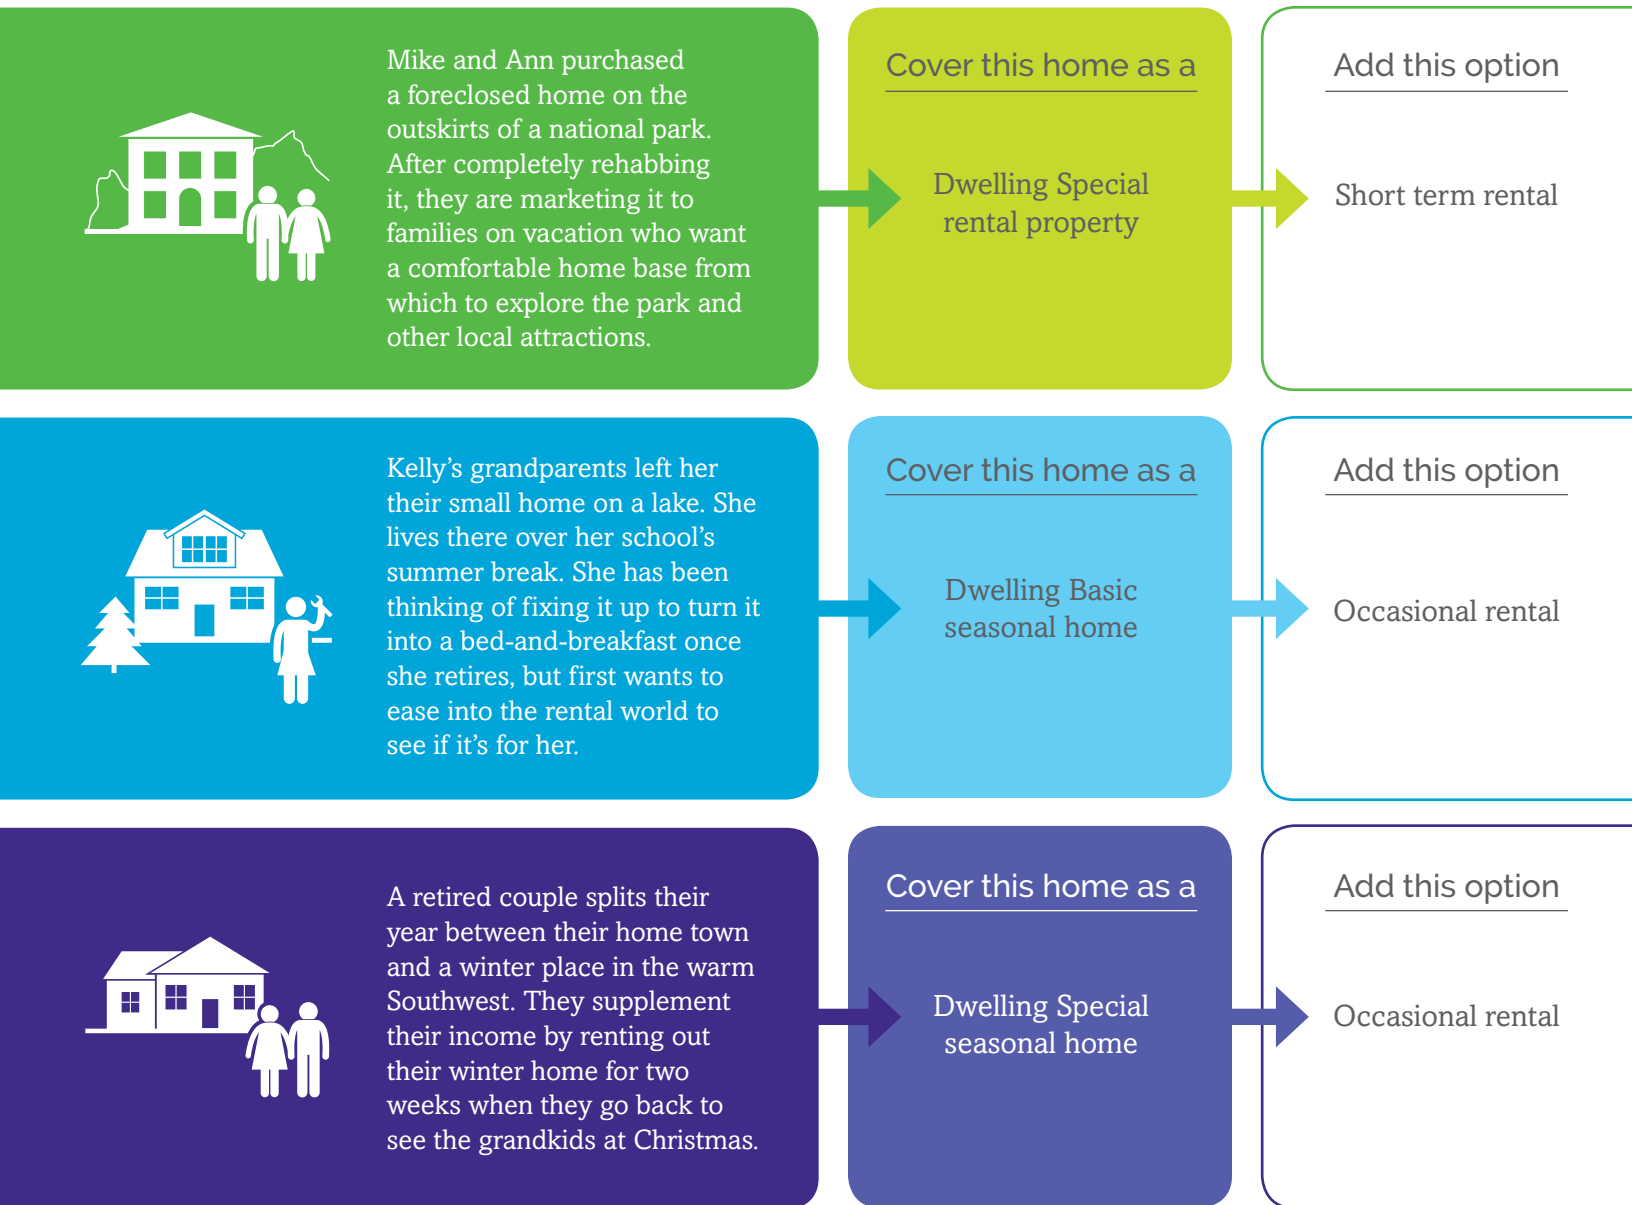 Mike and Ann purchased
a foreclosed home on the
outskirts of a national park.
After completely rehabbing
it, they are marketing it to
families on vacation who want
a comfortable home base from
which to explore the park and
other local attractions.
Cover this home as a
Dwelling Special
rental property
Add this option
Short term rental
Kelly's grandparents left her
their small home on a lake. She
lives there over her school's
summer break. She has been
thinking of fixing it up to turn it
into a bed-and-breakfast once
she retires, but first wants to
ease into the rental world to
see if it's for her.
Cover this home as a
Dwelling Basic
seasonal home
Add this option
Occasional rental
A retired couple splits their
year between their home town
and a winter place in the warm
Southwest. They supplement
their income by renting out
their winter home for two
weeks when they go back to
see the grandkids at Christmas.
Cover this home as a
Dwelling Special
seasonal home
Add this option
Occasional rental